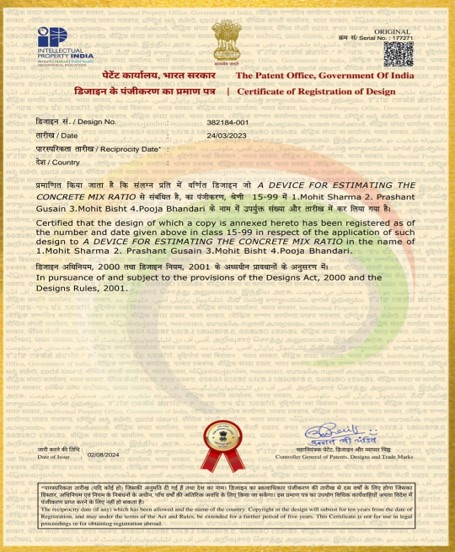 ORIGINAL
क्रम सं/ Serial No. : 177271
INTELLECTUAL
PROPERTY INDIA
पेटेंट कार्यालय, भारत सरकार | The Patent Office, Government Of India
डिजाइन के पंजीकरण का प्रमाण पत्र | Certificate of Registration of Design
डिजाइन सं. / Design No. 382184-001
तारीख / Date 24/03/2023
पारस्परिकता तारीख / Reciprocity Date* :
देश / Country
प्रमाणित किया जाता है कि संलग्न प्रति में वर्णित डिजाइन जो A DEVICE FOR ESTIMATING THE
CONCRETE MIX RATIO से संबंधित है, का पंजीकरण, श्रेणी 15-99 में 1.Mohit Sharma 2. Prashant
Gusain 3.Mohit Bisht 4.Pooja Bhandari के नाम में उपर्युक्त संख्या और तारीख में कर लिया गया है।
Certified that the design of which a copy is annexed hereto has been registered as of
the number and date given above in class 15-99 in respect of the application of such
design to A DEVICE FOR ESTIMATING THE CONCRETE MIX RATIO in the name of
1.Mohit Sharma 2. Prashant Gusain 3.Mohit Bisht 4.Pooja Bhandari.
डिजाइन अधिनियम, 2000 तथा डिजाइन नियम, 2001 के अध्यधीन प्रावधानों के अनुसरण में।
In pursuance of and subject to the provisions of the Designs Act, 2000 and the
Designs Rules, 2001.
जारी करने की तिथि :
Date of Issue : 02/08/2024
महानियंत्रक पेटेंट, डिजाइन और व्यापार चिह्न
Controller General of Patents, Designs and Trade Marks
*पारस्परिकता तारीख (यदि कोई हो) जिसकी अनुमति दी गई है तथा देश का नाम। डिजाइन का स्वत्वाधिकार पंजीकरण की तारीख से दस वर्षों के लिए होगा जिसका
विस्तार, अधिनियम एवं नियम के निबंधनों के अधीन, पाँच वर्षों की अतिरिक्त अवधि के लिए किया जा सकेगा। इस प्रमाण पत्र का उपयोग विधिक कार्यवाहियों अथवा विदेश में
पंजीकरण प्राप्त करने के लिए नहीं हो सकता है।
The reciprocity date (if any) which has been allowed and the name of the country. Copyright in the design will subsist for ten years from the date of
Registration, and may under the terms of the Act and Rules, be extended for a further period of five years. This Certificate is not for use in legal
proceedings or for obtaining registration abroad.